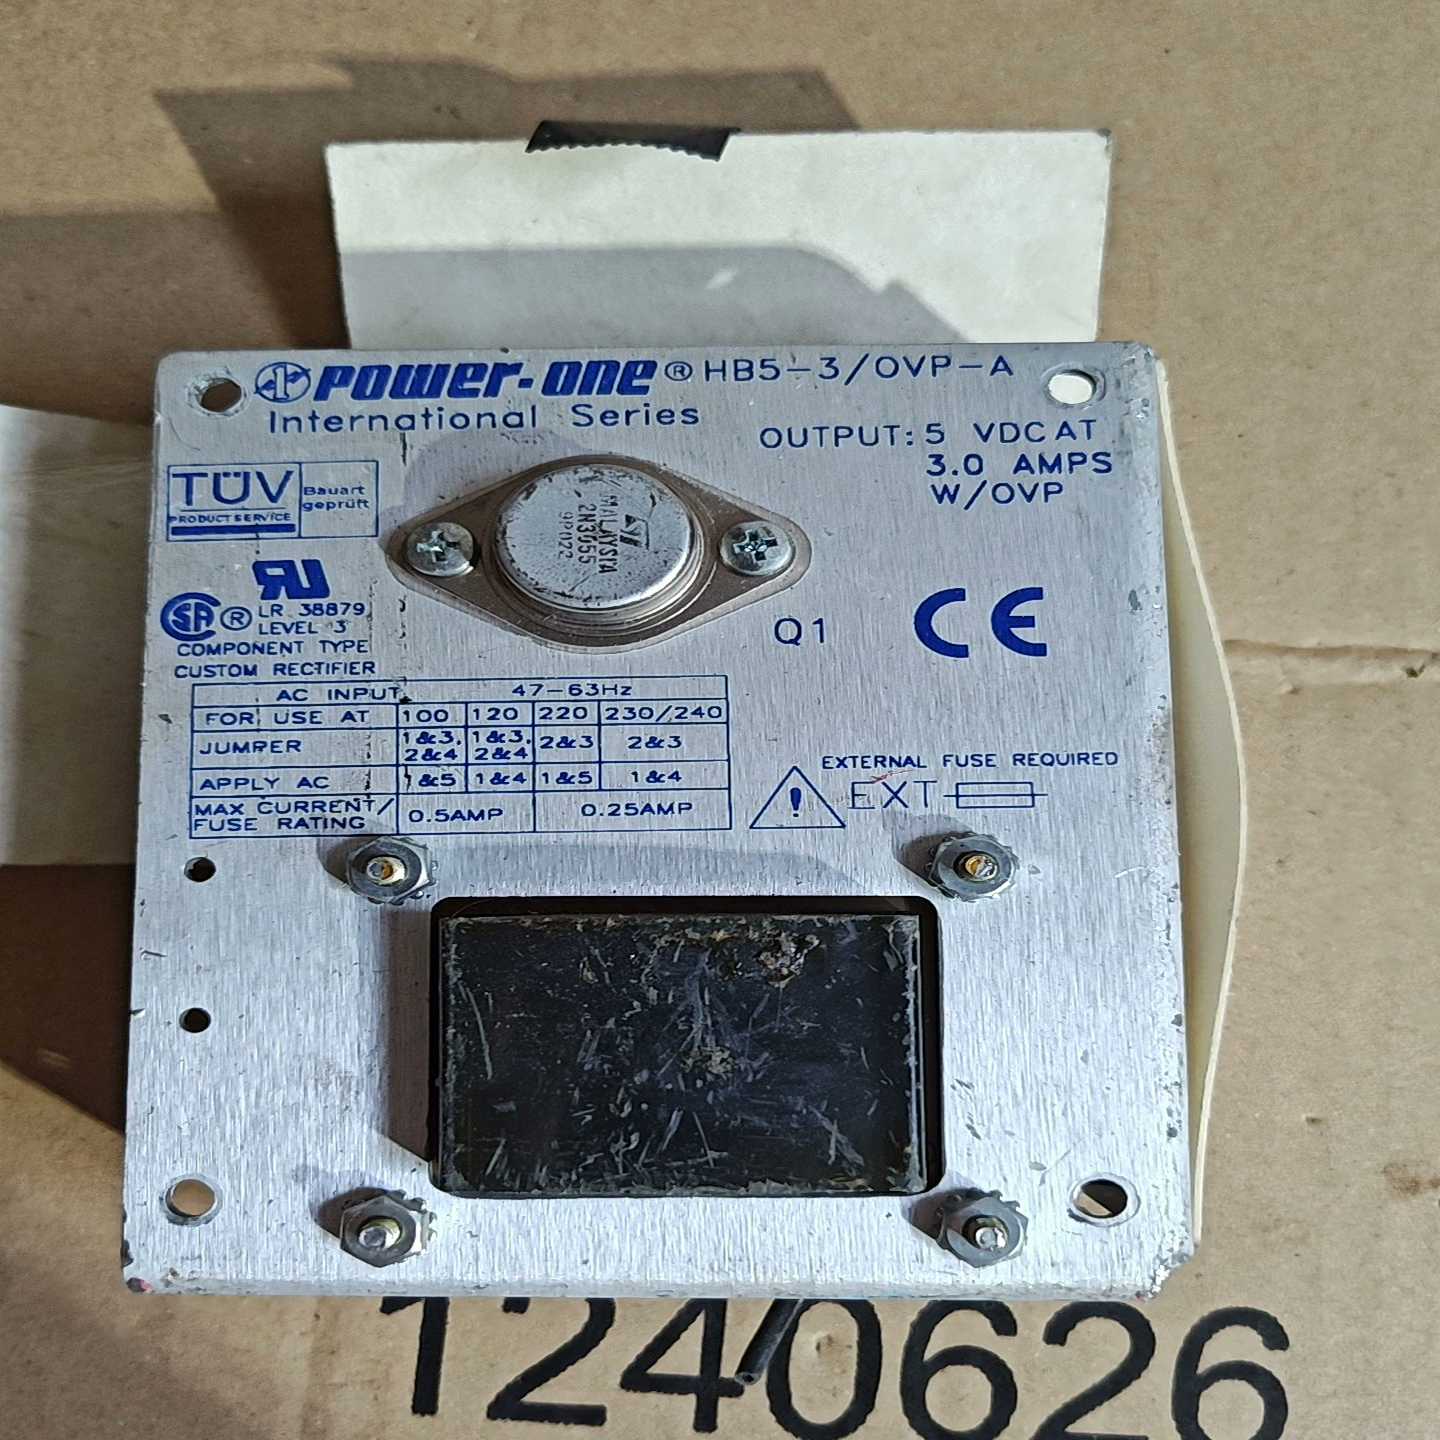 POWER-ONE® HB5-3/OVP-A
International Series
OUTPUT: 5 VDC AT
3.0 AMPS
W/OVP
TÜV
PRODUCT SERVICE
Bauart
geprüft
MALAYSIA
2N3055
Q1
CE
LR 38879
LEVEL 3
COMPONENT TYPE
CUSTOM RECTIFIER
AC INPUT 47-63Hz
FOR USE AT 100 120 220 230/240
JUMPER 1&3, 2&4 1&3, 2&4 2&3 2&3
APPLY AC 1&5 1&4 1&5 1&4
MAX CURRENT/
FUSE RATING 0.5AMP 0.25AMP
EXTERNAL FUSE REQUIRED
! EXT
1240626